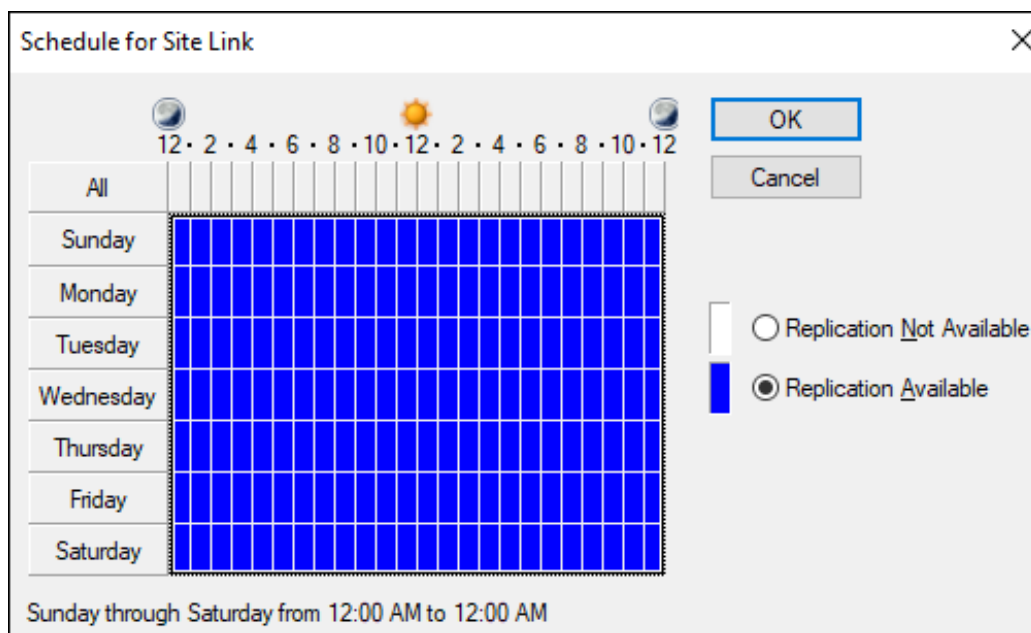 Schedule for Site Link
OK
12 · 2 · 4 · 6 · 8 · 10 · 12 · 2 · 4 · 6 · 8 · 10 · 12
Cancel
All
Sunday
Monday
Replication Not Available
Tuesday
Replication Available
Wednesday
Thursday
Friday
Saturday
Sunday through Saturday from 12:00 AM to 12:00 AM